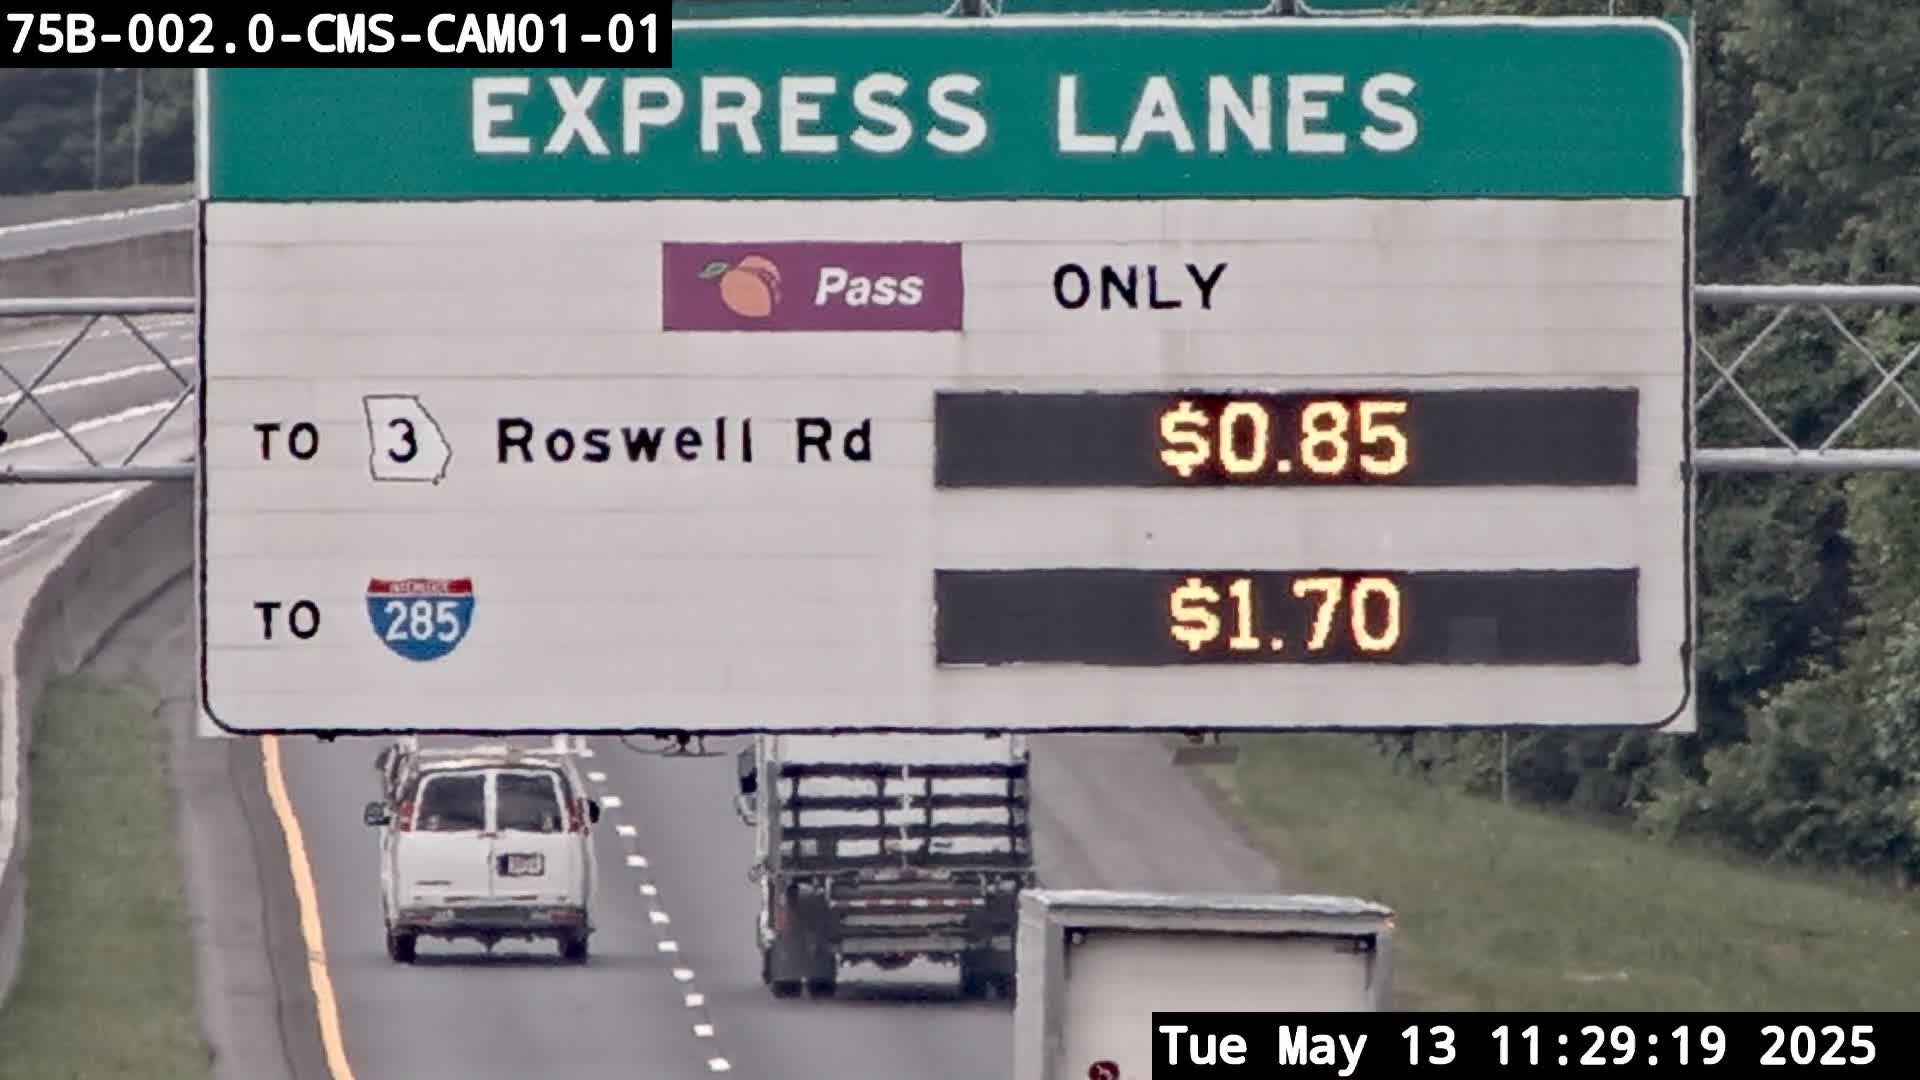 75B-002.0-CMS-CAM01-01
EXPRESS LANES
Pass ONLY
TO 3 Roswell Rd $0.85
TO INTERSTATE 285 $1.70
Tue May 13 11:29:19 2025